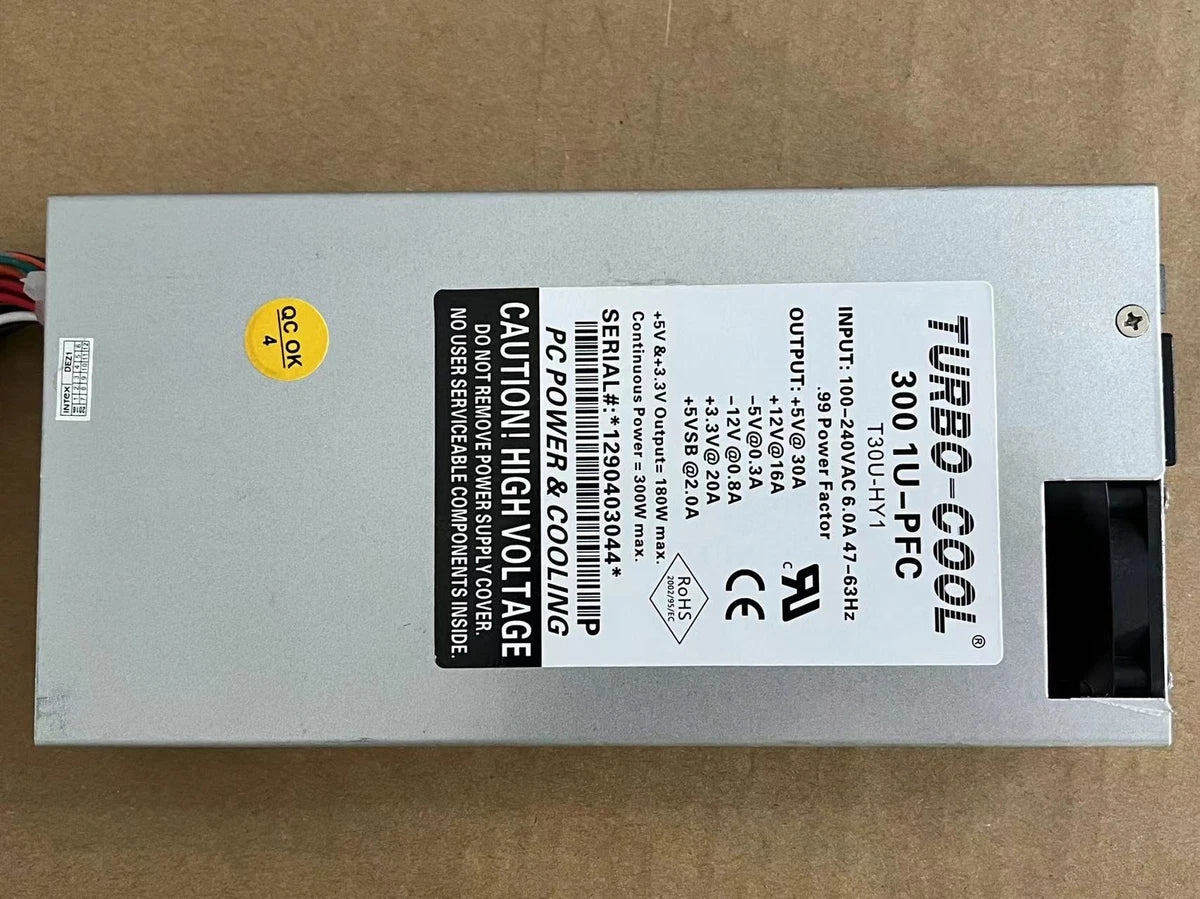 TURBO-COOL®
300 1U-PFC
T30U-HY1
INPUT: 100-240VAC 6.0A 47-63Hz
.99 Power Factor
OUTPUT: +5V@ 30A
+12V@16A
-5V@0.3A
-12V @0.8A
+3.3V@ 20A
+5VSB @2.0A
c UR
CE
RoHS
2002/95/EC
+5V &+3.3V Output= 180W max.
Continuous Power = 300W max.
SERIAL#:*1290403044*
P
PC POWER & COOLING
CAUTION! HIGH VOLTAGE
DO NOT REMOVE POWER SUPPLY COVER.
NO USER SERVICEABLE COMPONENTS INSIDE.
QC OK
4
INTEX 0EZI